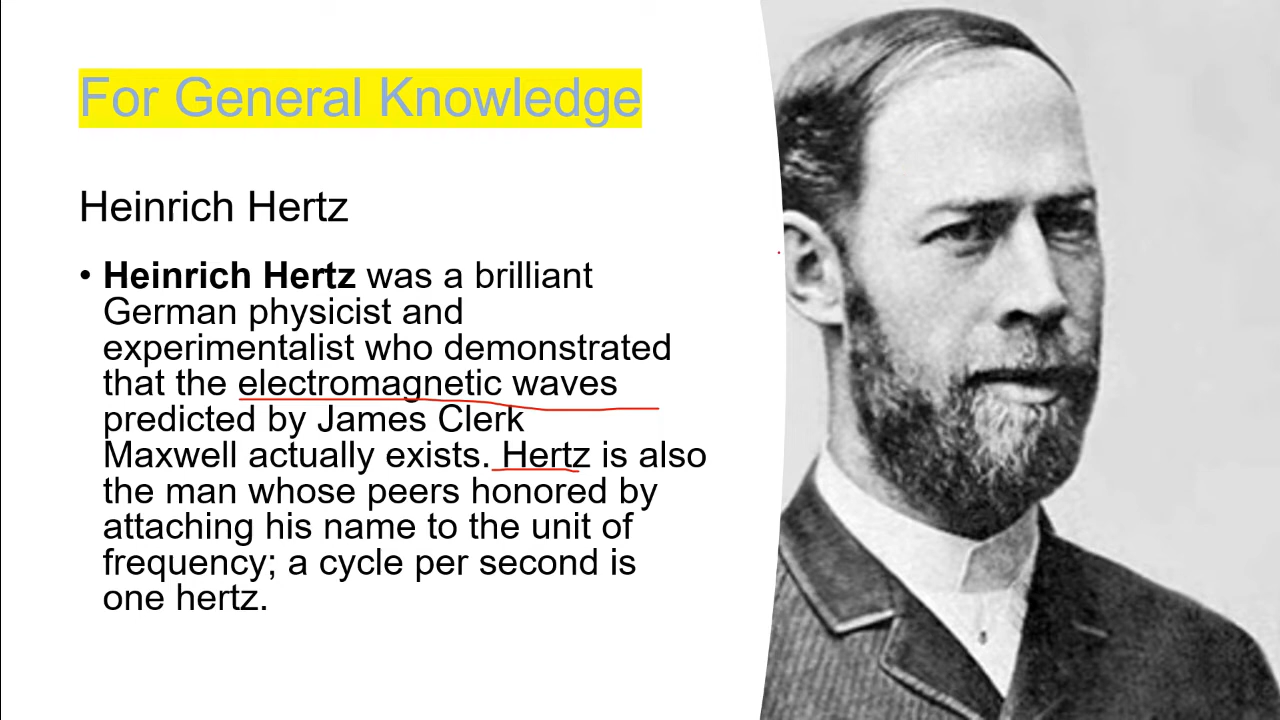 For General Knowledge
Heinrich Hertz
• Heinrich Hertz was a brilliant
German physicist and
experimentalist who demonstrated
that the electromagnetic waves
predicted by James Clerk
Maxwell actually exists. Hertz is also
the man whose peers honored by
attaching his name to the unit of
frequency; a cycle per second is
one hertz.